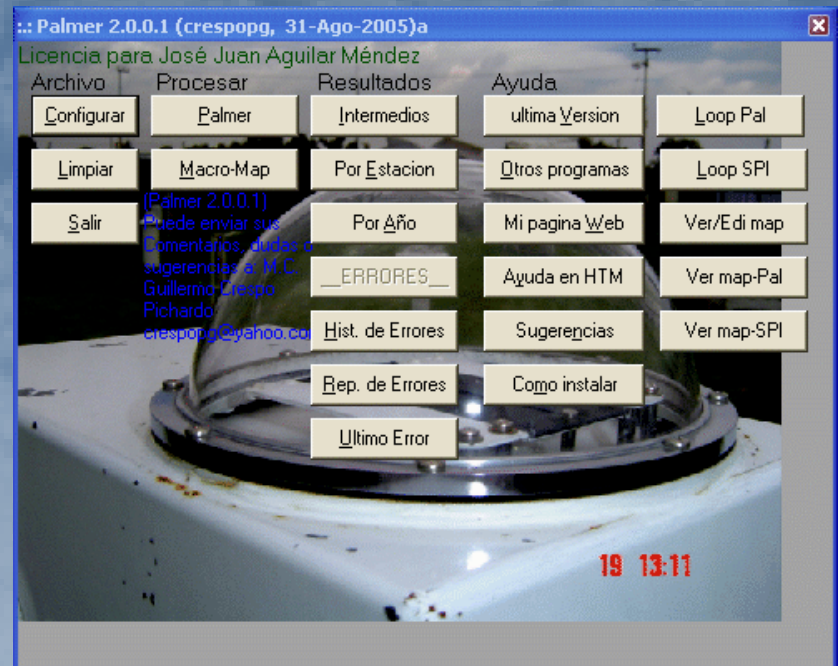 :.: Palmer 2.0.0.1 (crespopg, 31-Ago-2005)a
Licencia para José Juan Aguilar Méndez
Archivo Procesar Resultados Ayuda
Configurar Palmer Intermedios ultima Version Loop Pal
Limpiar Macro-Map Por Estacion Otros programas Loop SPI
Salir Por Año Mi pagina Web Ver/Edi map
(Palmer 2.0.0.1)
Puede enviar sus
Comentarios, dudas o
sugerencias a: M.C.
Guillermo Crespo
Pichardo
crespopg@yahoo.co
__ERRORES__ Ayuda en HTM Ver map-Pal
Hist. de Errores Sugerencias Ver map-SPI
Rep. de Errores Como instalar
Ultimo Error
19 13:11